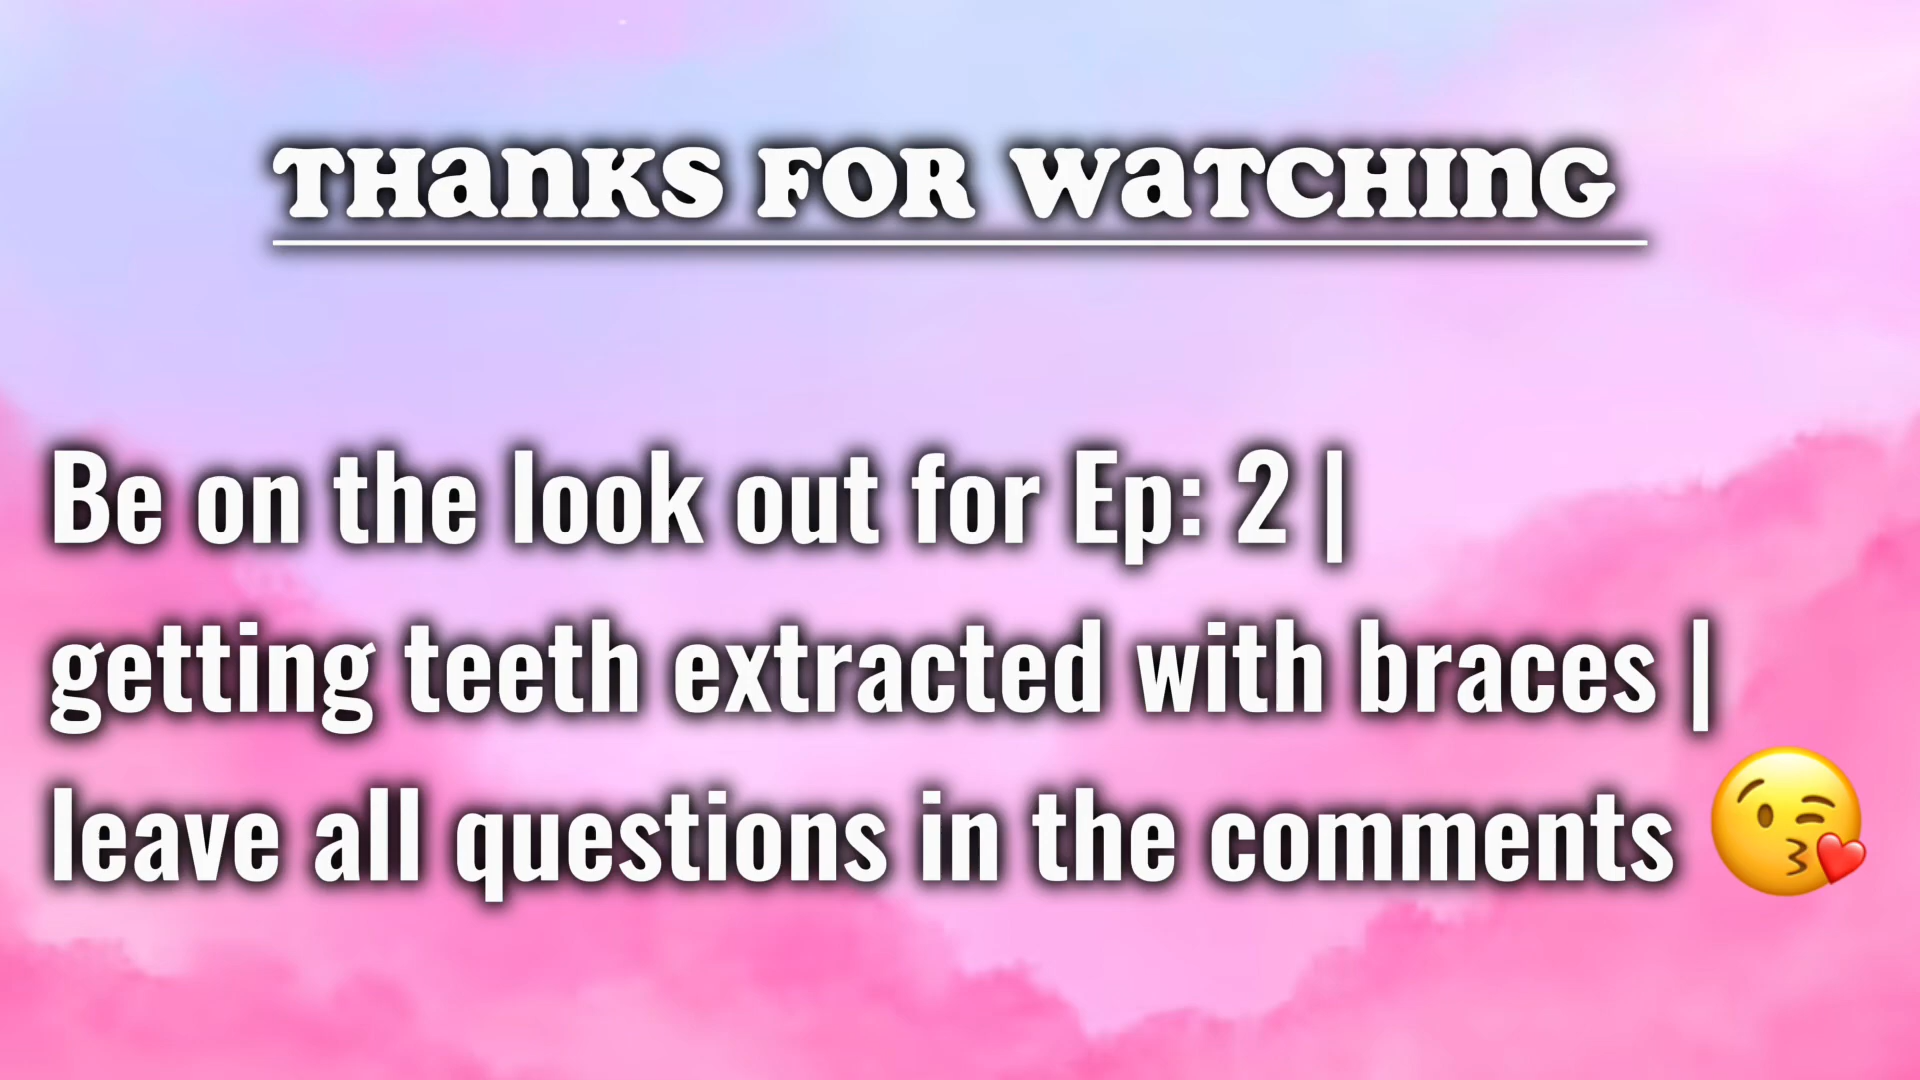 THaNKS FOR WaTCHING
Be on the look out for Ep: 2 |
getting teeth extracted with braces |
leave all questions in the comments 😘